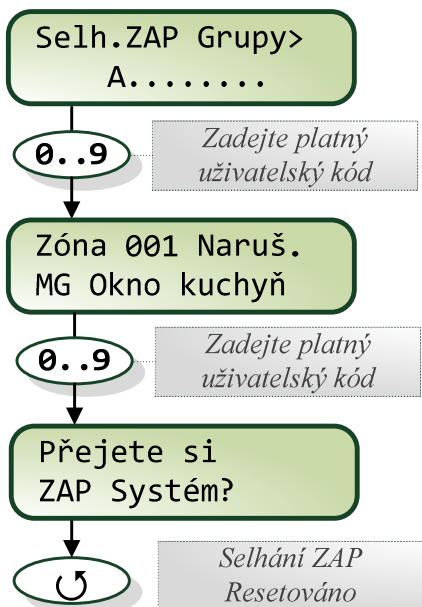 Selh.ZAP Grupy>
A........
0..9
Zadejte platný
uživatelský kód
Zóna 001 Naruš.
MG Okno kuchyň
0..9
Zadejte platný
uživatelský kód
Přejete si
ZAP Systém?
Selhání ZAP
Resetováno